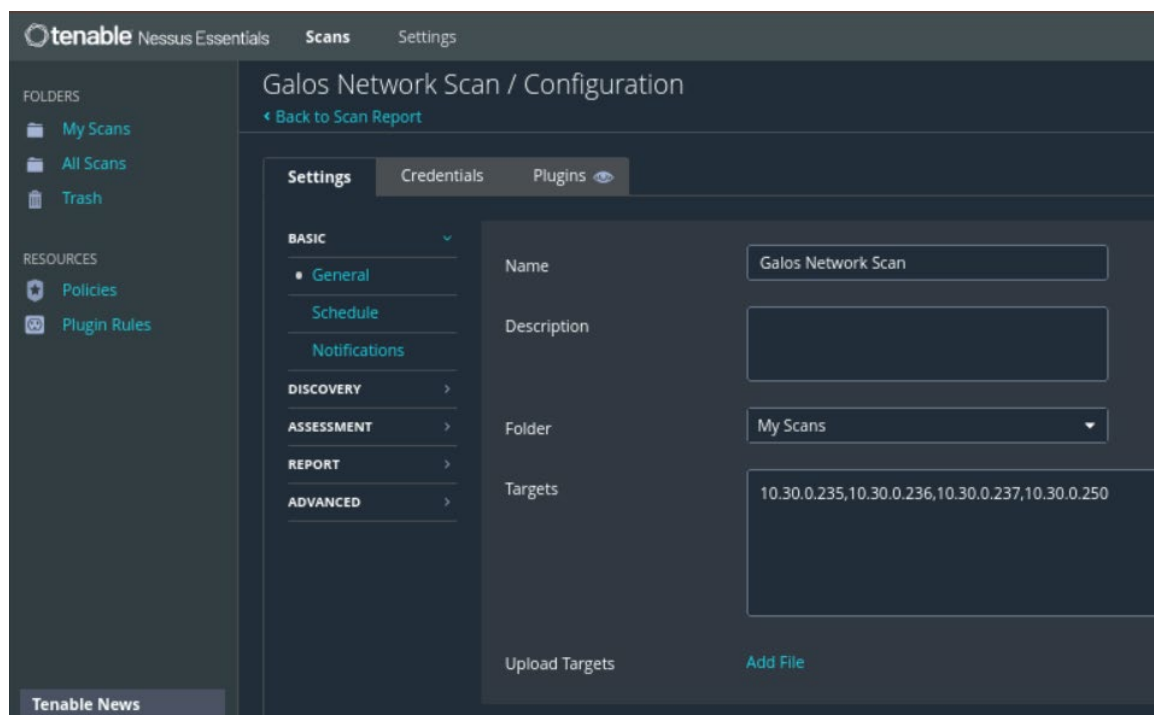 tenable Nessus Essentials Scans Settings
FOLDERS
My Scans
All Scans
Trash
RESOURCES
Policies
Plugin Rules
Tenable News
Galos Network Scan / Configuration
Back to Scan Report
Settings Credentials Plugins
BASIC
General
Schedule
Notifications
DISCOVERY
ASSESSMENT
REPORT
ADVANCED
Name Galos Network Scan
Description
Folder My Scans
Targets 10.30.0.235,10.30.0.236,10.30.0.237,10.30.0.250
Upload Targets Add File